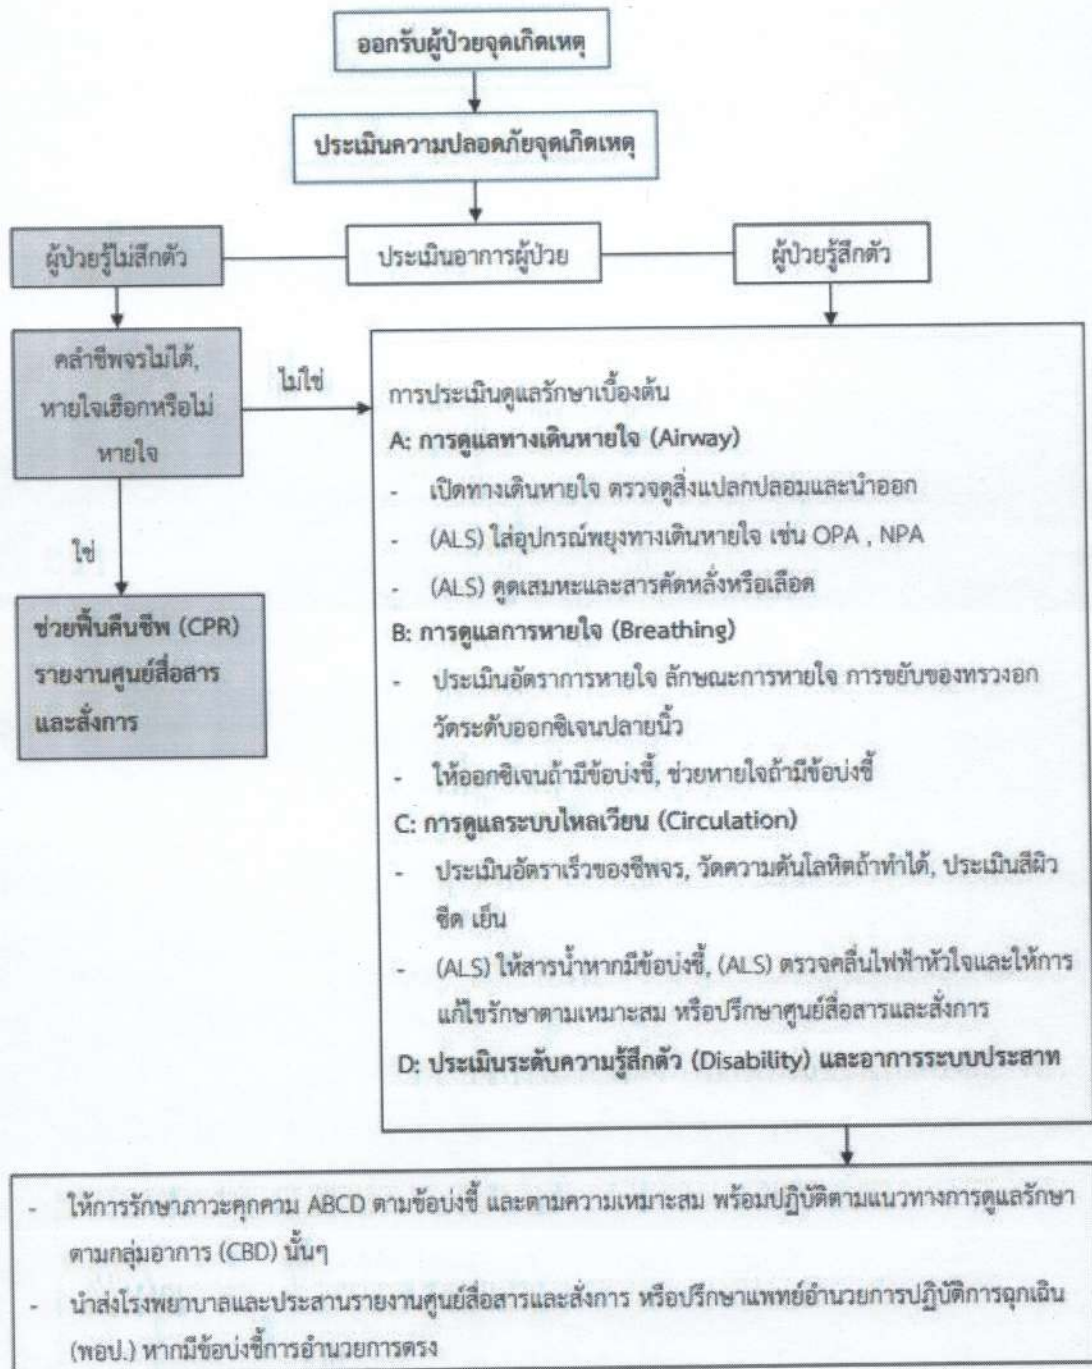 ออกรับผู้ป่วยจุดเกิดเหตุ
ประเมินความปลอดภัยจุดเกิดเหตุ
ผู้ป่วยรู้ไม่สึกตัว
ประเมินอาการผู้ป่วย
ผู้ป่วยรู้สึกตัว
คลำชีพจรไม่ได้,
หายใจเฮือกหรือไม่
หายใจ
ไม่ใช่
ใช่
ช่วยฟื้นคืนชีพ (CPR)
รายงานศูนย์สื่อสาร
และสั่งการ
การประเมินดูแลรักษาเบื้องต้น
A: การดูแลทางเดินหายใจ (Airway)
- เปิดทางเดินหายใจ ตรวจดูสิ่งแปลกปลอมและนำออก
- (ALS) ใส่อุปกรณ์พยุงทางเดินหายใจ เช่น OPA , NPA
- (ALS) ดูดเสมหะและสารคัดหลั่งหรือเลือด
B: การดูแลการหายใจ (Breathing)
- ประเมินอัตราการหายใจ ลักษณะการหายใจ การขยับของทรวงอก
วัดระดับออกซิเจนปลายนิ้ว
- ให้ออกซิเจนถ้ามีข้อบ่งชี้, ช่วยหายใจถ้ามีข้อบ่งชี้
C: การดูแลระบบไหลเวียน (Circulation)
- ประเมินอัตราเร็วของชีพจร, วัดความดันโลหิตถ้าทำได้, ประเมินสีผิว
ซีด เย็น
- (ALS) ให้สารน้ำหากมีข้อบ่งชี้, (ALS) ตรวจคลื่นไฟฟ้าหัวใจและให้การ
แก้ไขรักษาตามเหมาะสม หรือปรึกษาศูนย์สื่อสารและสั่งการ
D: ประเมินระดับความรู้สึกตัว (Disability) และอาการระบบประสาท
- ให้การรักษาภาวะคุกคาม ABCD ตามข้อบ่งชี้ และตามความเหมาะสม พร้อมปฏิบัติตามแนวทางการดูแลรักษา
ตามกลุ่มอาการ (CBD) นั้นๆ
- นำส่งโรงพยาบาลและประสานรายงานศูนย์สื่อสารและสั่งการ หรือปรึกษาแพทย์อำนวยการปฏิบัติการฉุกเฉิน
(พอป.) หากมีข้อบ่งชี้การอำนวยการตรง